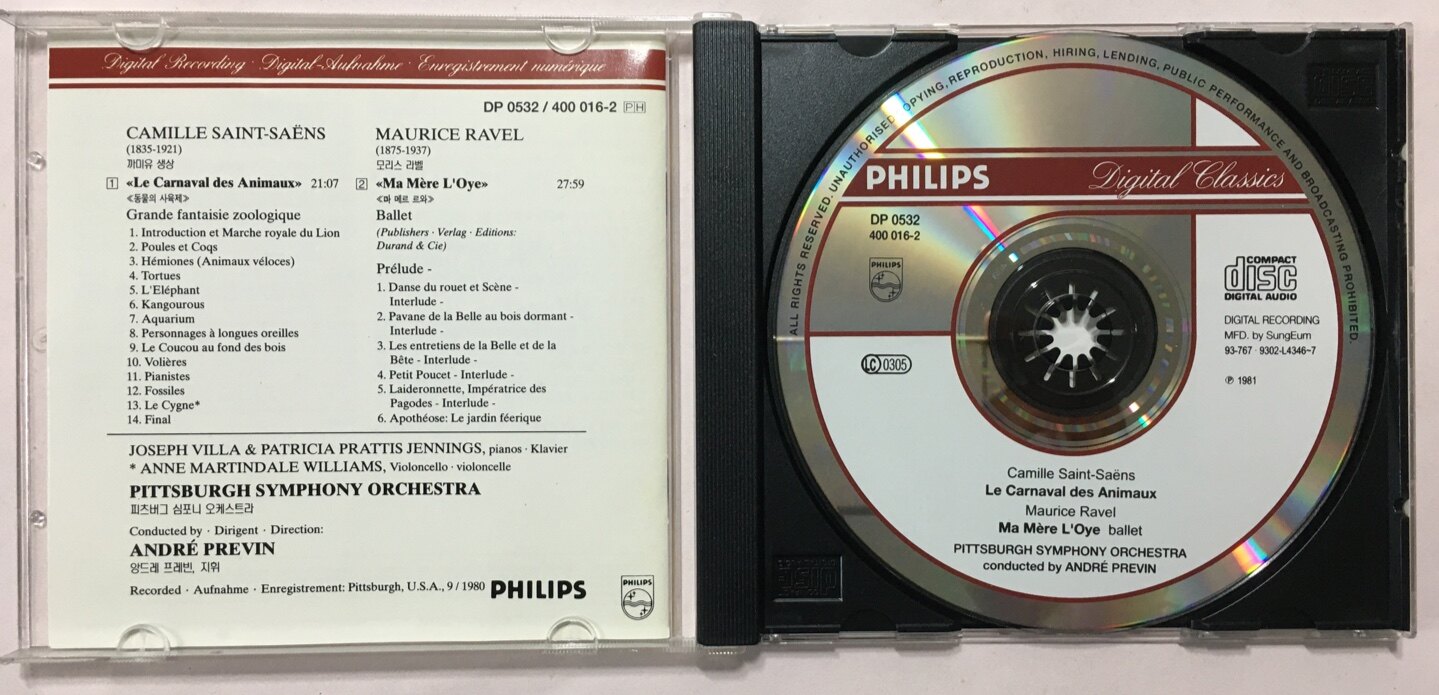 Digital Recording · Digital-Aufnahme · Enregistrement numérique
DP 0532 / 400 016-2 PH
CAMILLE SAINT-SAËNS
(1835-1921)
까미유 생상
1 «Le Carnaval des Animaux» 21:07
≪동물의 사육제≫
Grande fantaisie zoologique
1. Introduction et Marche royale du Lion
2. Poules et Coqs
3. Hémiones (Animaux véloces)
4. Tortues
5. L'Eléphant
6. Kangourous
7. Aquarium
8. Personnages à longues oreilles
9. Le Coucou au fond des bois
10. Volières
11. Pianistes
12. Fossiles
13. Le Cygne*
14. Final
MAURICE RAVEL
(1875-1937)
모리스 라벨
2 «Ma Mère L'Oye» 27:59
≪마 메르 르와≫
Ballet
(Publishers · Verlag · Editions:
Durand & Cie)
Prélude -
1. Danse du rouet et Scène -
Interlude -
2. Pavane de la Belle au bois dormant -
Interlude -
3. Les entretiens de la Belle et de la
Bête - Interlude -
4. Petit Poucet - Interlude -
5. Laideronnette, Impératrice des
Pagodes - Interlude -
6. Apothéose: Le jardin féerique
JOSEPH VILLA & PATRICIA PRATTIS JENNINGS, pianos · Klavier
* ANNE MARTINDALE WILLIAMS, Violoncello · violoncelle
PITTSBURGH SYMPHONY ORCHESTRA
피츠버그 심포니 오케스트라
Conducted by · Dirigent · Direction:
ANDRÉ PREVIN
앙드레 프레빈, 지휘
Recorded · Aufnahme · Enregistrement: Pittsburgh, U.S.A., 9 / 1980 PHILIPS
PHILIPS
ALL RIGHTS RESERVED. UNAUTHORISED COPYING, REPRODUCTION, HIRING, LENDING, PUBLIC PERFORMANCE AND BROADCASTING PROHIBITED.
PHILIPS Digital Classics
DP 0532
400 016-2
PHILIPS
COMPACT
disc
DIGITAL AUDIO
DIGITAL RECORDING
MFD. by SungEum
93-767 · 9302-L4346~7
℗ 1981
LC 0305
Camille Saint-Saëns
Le Carnaval des Animaux
Maurice Ravel
Ma Mère L'Oye ballet
PITTSBURGH SYMPHONY ORCHESTRA
conducted by ANDRÉ PREVIN